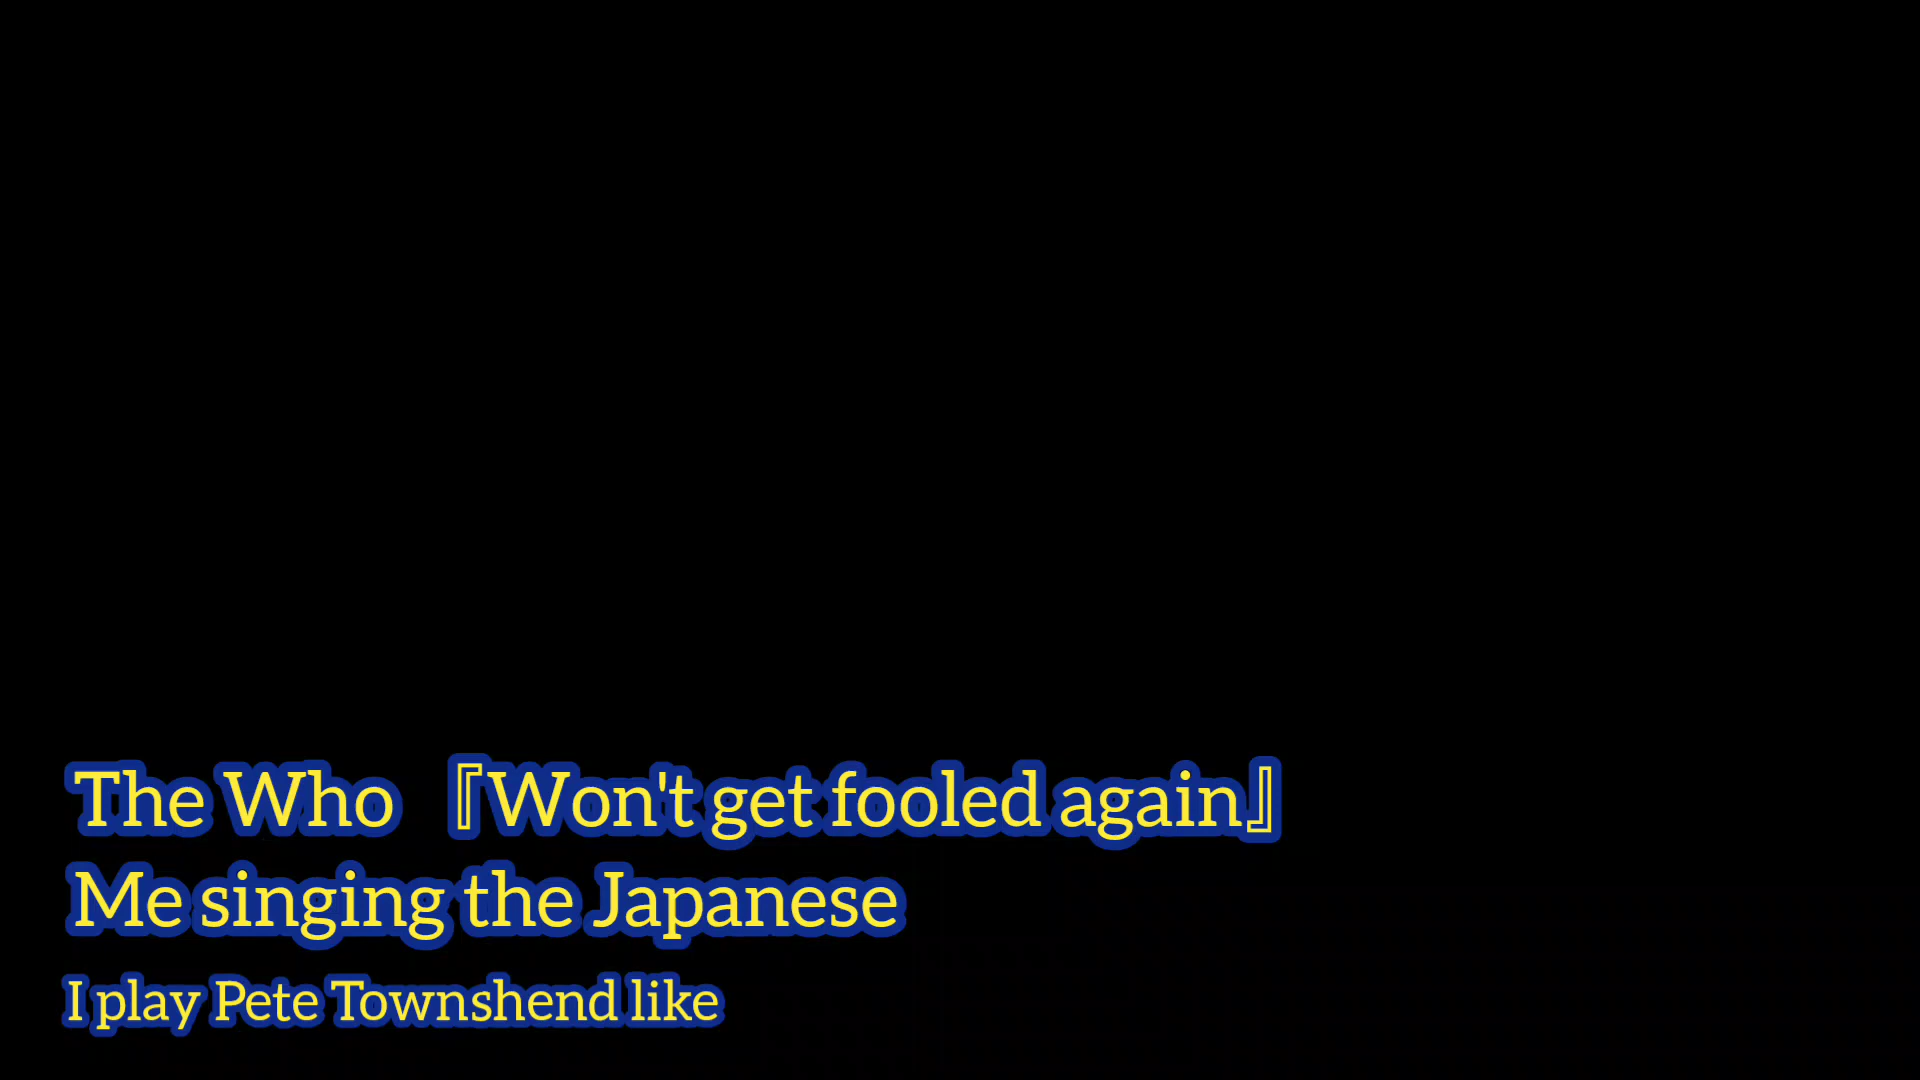 The Who 『Won't get fooled again』
Me singing the Japanese
I play Pete Townshend like